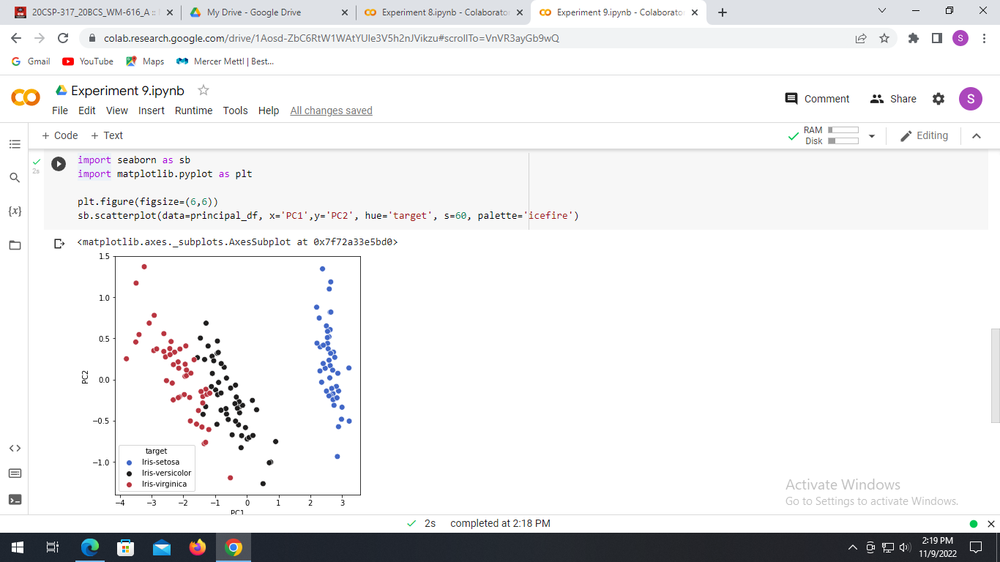 20CSP-317_20BCS_WM-616_A ::
My Drive - Google Drive
Experiment 8.ipynb - Colaborato
Experiment 9.ipynb - Colaborator
colab.research.google.com/drive/1Aosd-ZbC6RtW1WAtYUIe3V5h2nJVikzu#scrollTo=VnVR3ayGb9wQ
S
Gmail
YouTube
Maps
Mercer Mettl | Best...
Experiment 9.ipynb
Comment
Share
S
File Edit View Insert Runtime Tools Help All changes saved
+ Code + Text
RAM
Disk
Editing
2s
import seaborn as sb
import matplotlib.pyplot as plt
plt.figure(figsize=(6,6))
sb.scatterplot(data=principal_df, x='PC1',y='PC2', hue='target', s=60, palette='icefire')
{x}
<matplotlib.axes._subplots.AxesSubplot at 0x7f72a33e5bd0>
1.5
1.0
0.5
0.0
−0.5
−1.0
PC2
target
Iris-setosa
Iris-versicolor
Iris-virginica
−4 −3 −2 −1 0 1 2 3
PC1
Activate Windows
Go to Settings to activate Windows.
2s completed at 2:18 PM
2:19 PM
11/9/2022